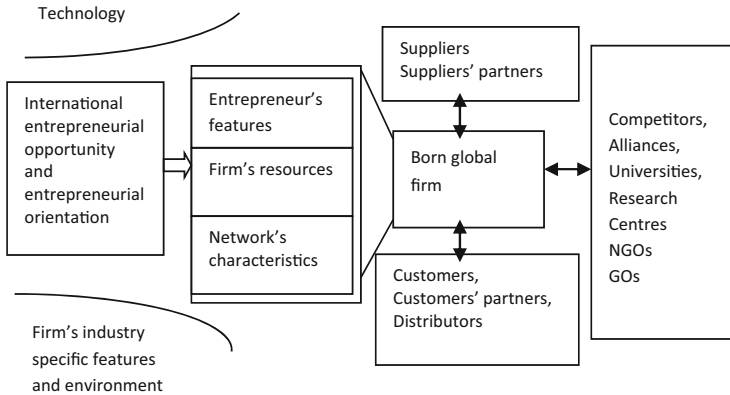 Technology
International
entrepreneurial
opportunity
and
entrepreneurial
orientation
Firm's industry
specific features
and environment
Entrepreneur's
features
Firm's resources
Network's
characteristics
Suppliers
Suppliers' partners
Born global
firm
Customers,
Customers' partners,
Distributors
Competitors,
Alliances,
Universities,
Research
Centres
NGOs
GOs